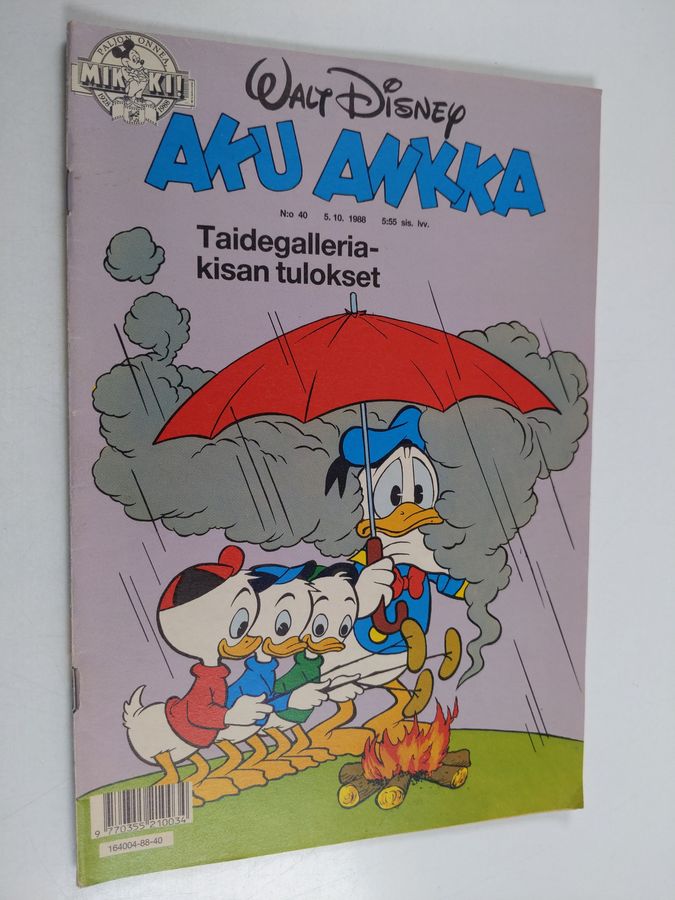 PALJON ONNEA
MIKKI!
1928 1988
WALT DISNEY
AKU ANKKA
N:o 40 5. 10. 1988 5:55 sis. lvv.
Taidegalleria-
kisan tulokset
9 770355 210034
164004-88-40